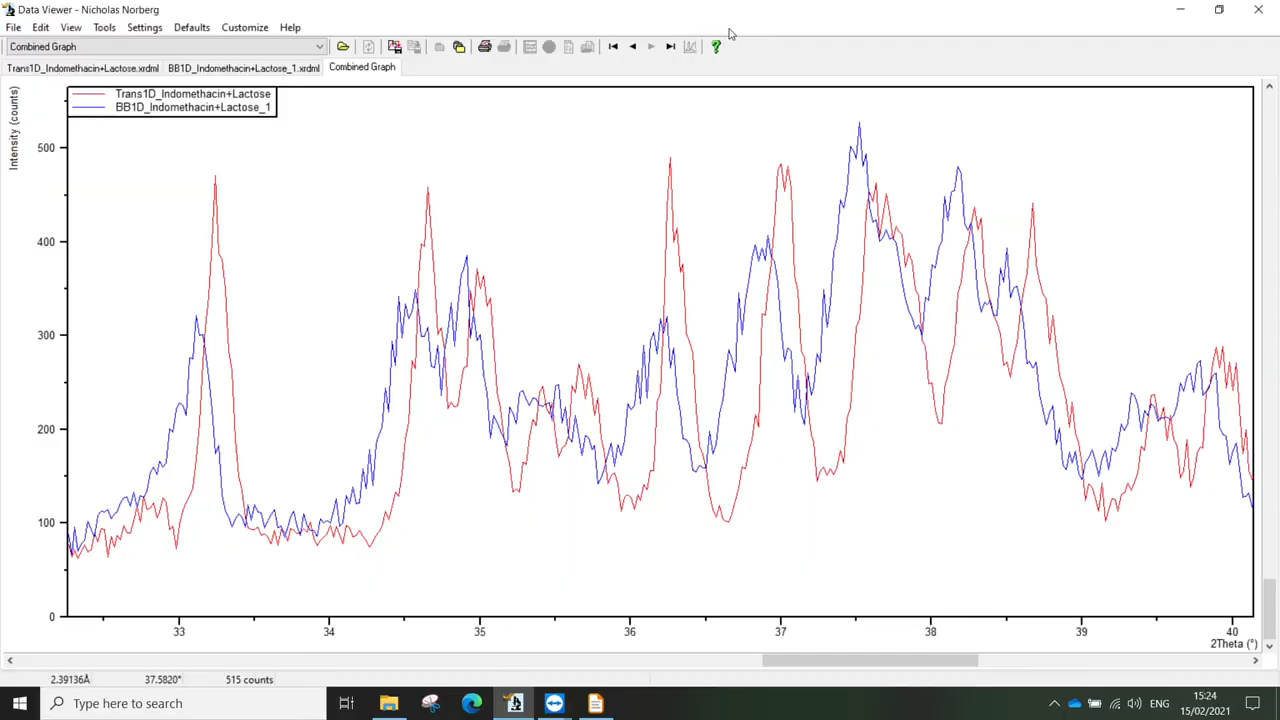 Data Viewer - Nicholas Norberg
File Edit View Tools Settings Defaults Customize Help
Combined Graph
Trans1D_Indomethacin+Lactose.xrdml BB1D_Indomethacin+Lactose_1.xrdml Combined Graph
Intensity (counts)
Trans1D_Indomethacin+Lactose
BB1D_Indomethacin+Lactose_1
500
400
300
200
100
0
33 34 35 36 37 38 39 40
2Theta (°)
2.39136Å 37.5820° 515 counts
Type here to search
ENG
15:24
15/02/2021